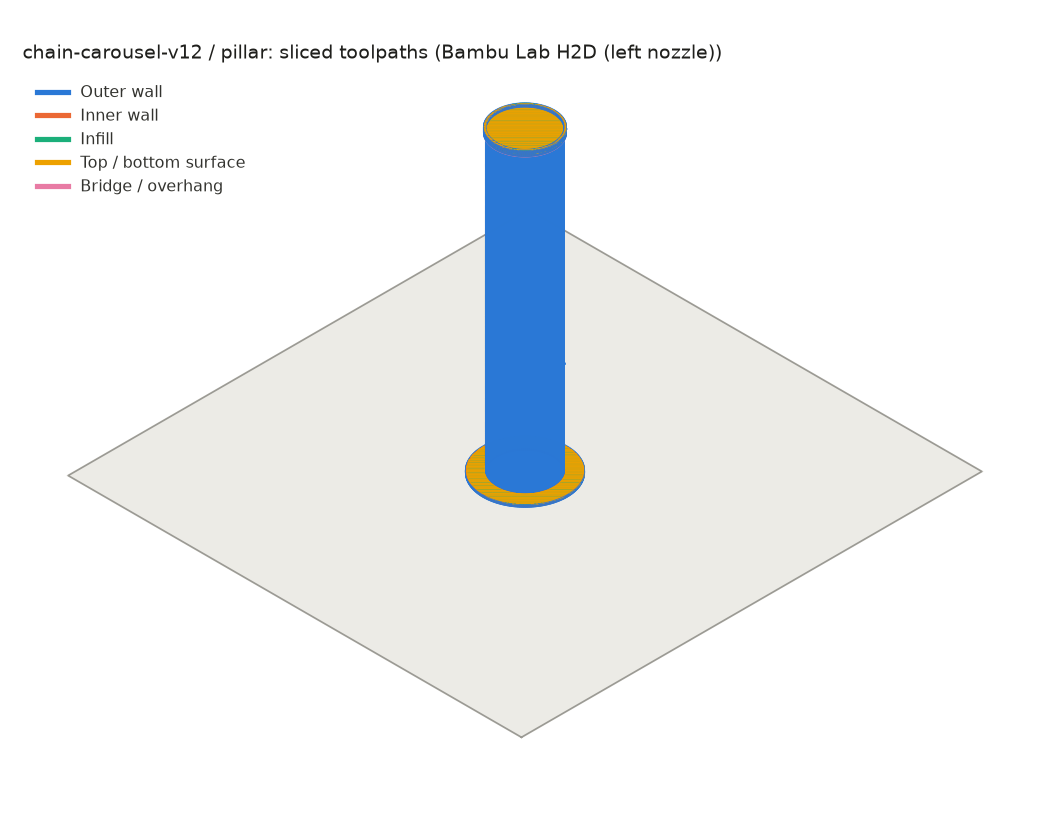 chain-carousel-v12 / pillar: sliced toolpaths (Bambu Lab H2D (left nozzle))
Outer wall
Inner wall
Infill
Top / bottom surface
Bridge / overhang